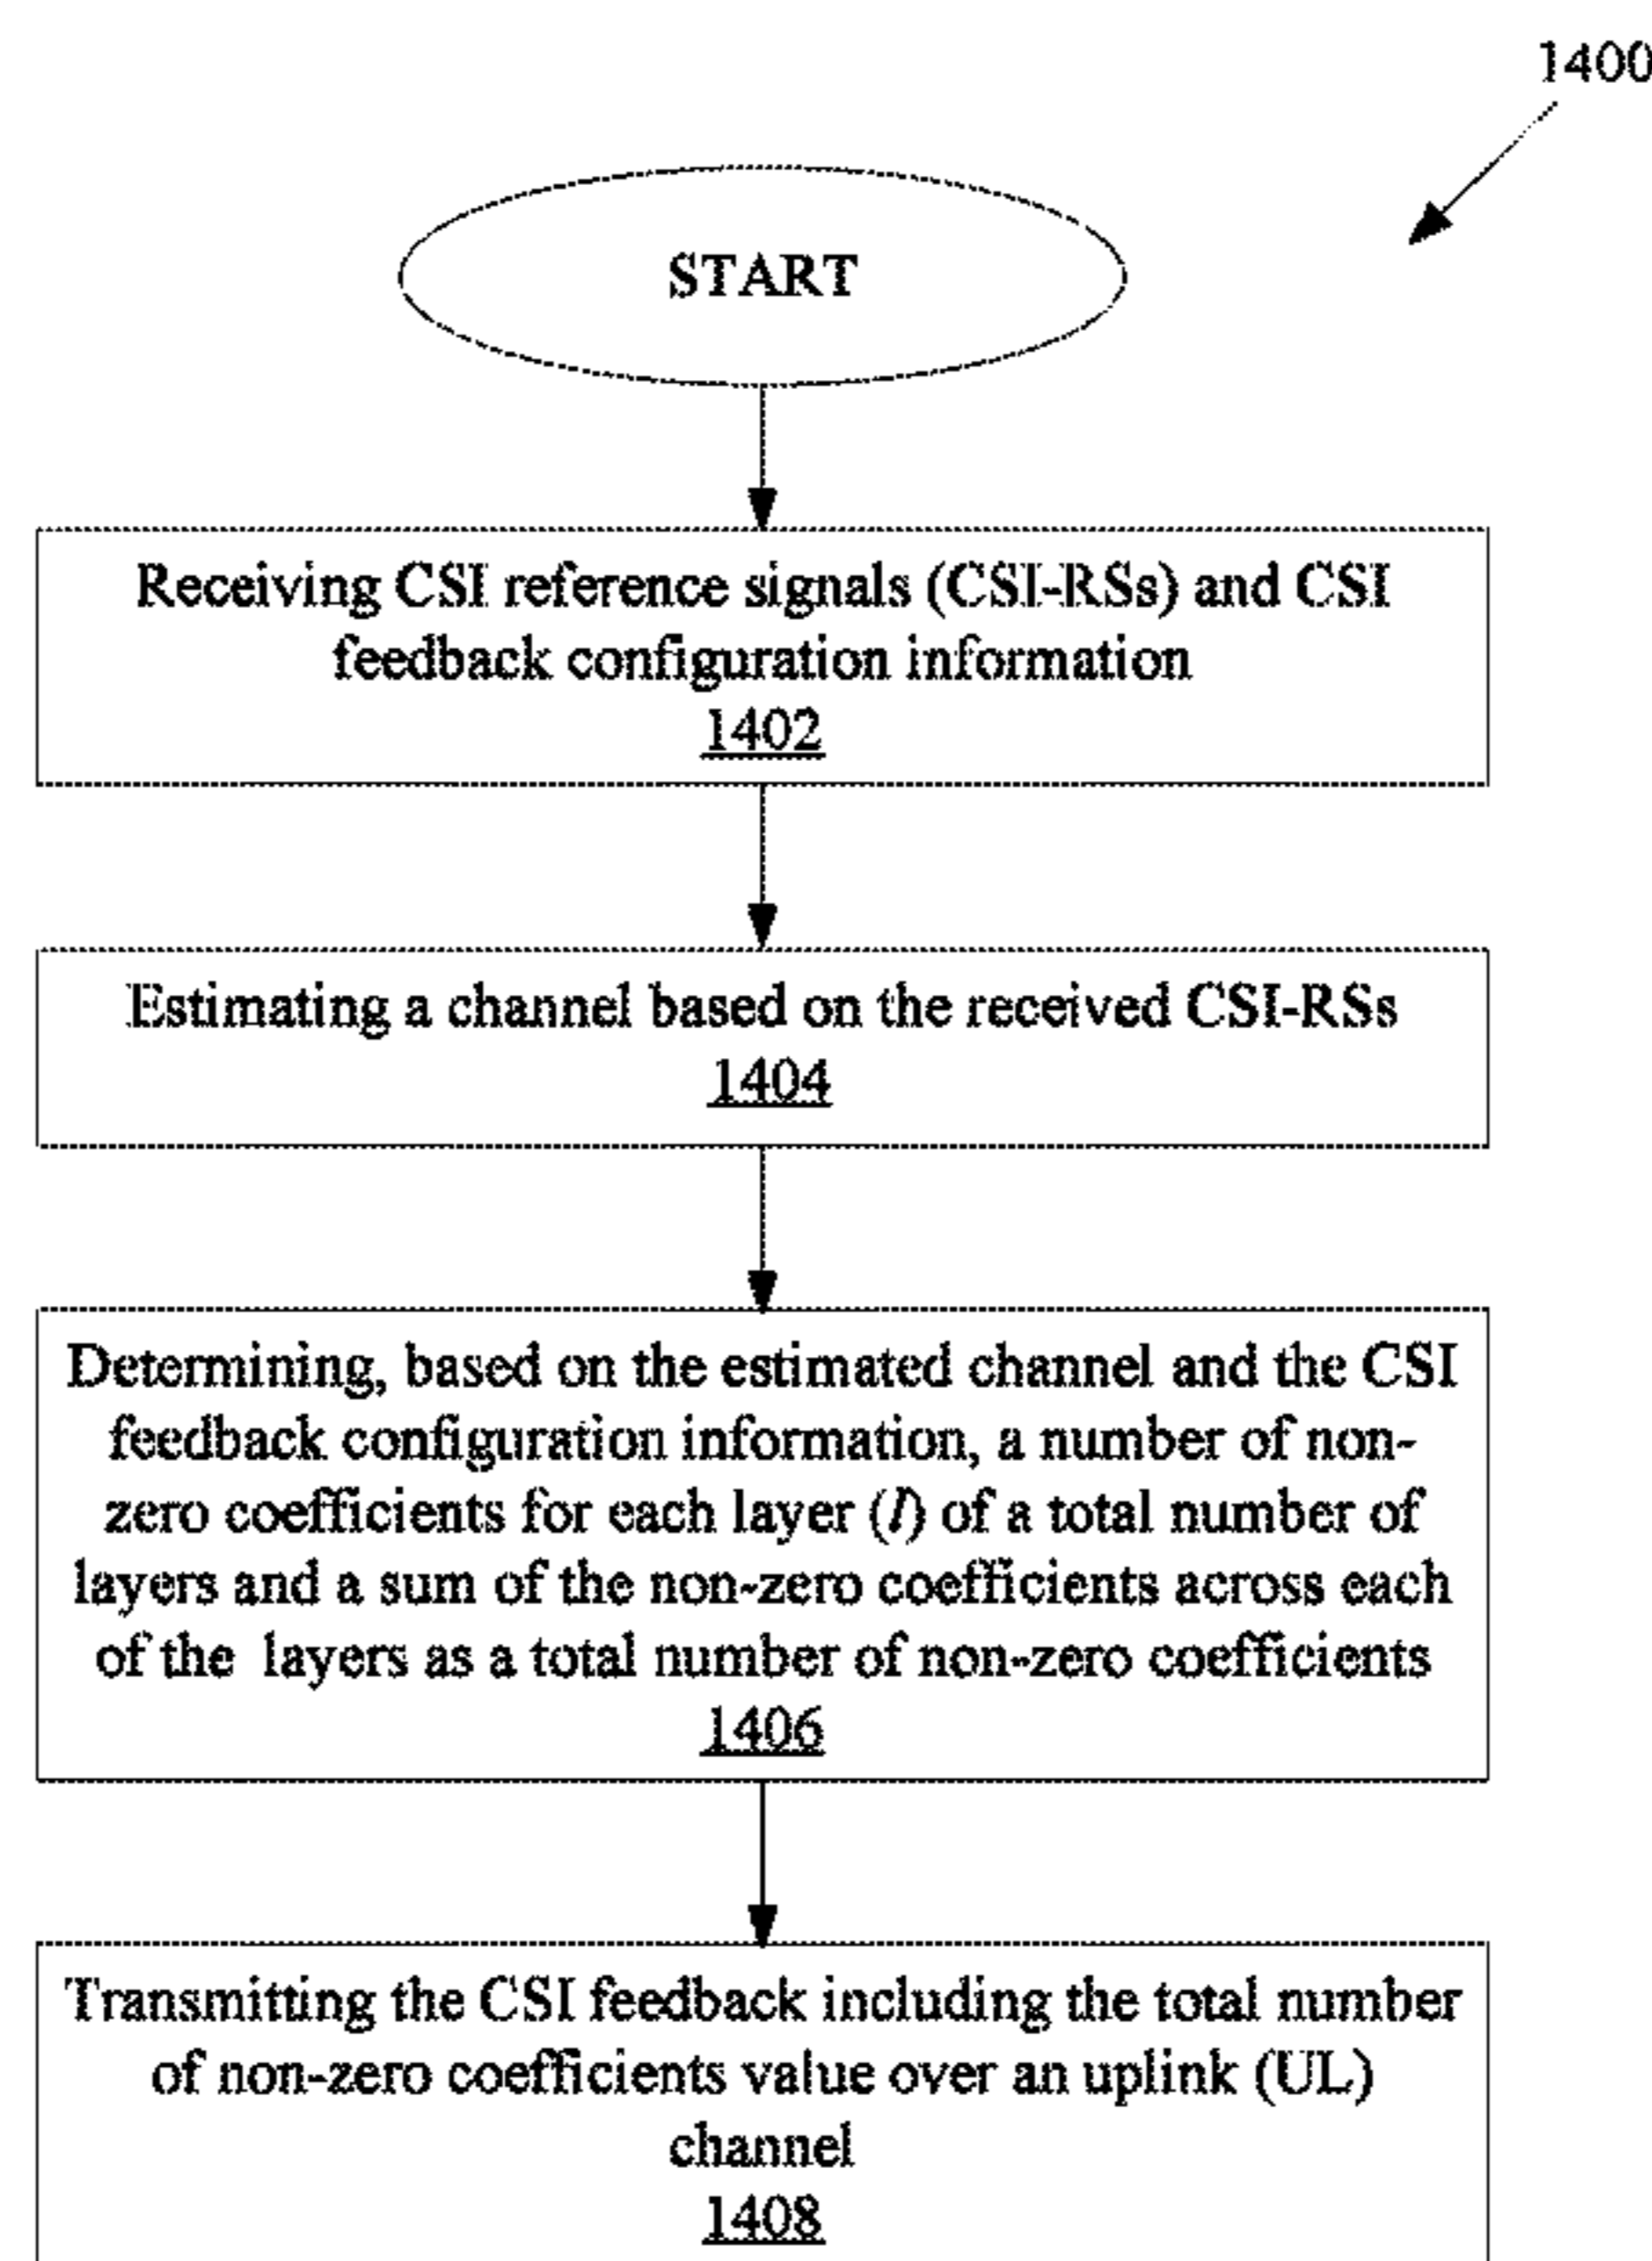 1400
START
Receiving CSI reference signals (CSI-RSs) and CSI
feedback configuration information
1402
Estimating a channel based on the received CSI-RSs
1404
Determining, based on the estimated channel and the CSI
feedback configuration information, a number of non-
zero coefficients for each layer (l) of a total number of
layers and a sum of the non-zero coefficients across each
of the layers as a total number of non-zero coefficients
1406
Transmitting the CSI feedback including the total number
of non-zero coefficients value over an uplink (UL)
channel
1408